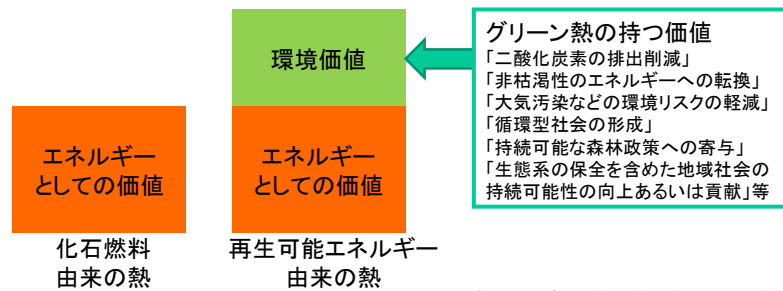 環境価値
グリーン熱の持つ価値
「二酸化炭素の排出削減」
「非枯渇性のエネルギーへの転換」
「大気汚染などの環境リスクの軽減」
「循環型社会の形成」
「持続可能な森林政策への寄与」
「生態系の保全を含めた地域社会の
持続可能性の向上あるいは貢献」等
エネルギー
としての価値
エネルギー
としての価値
化石燃料
由来の熱
再生可能エネルギー
由来の熱